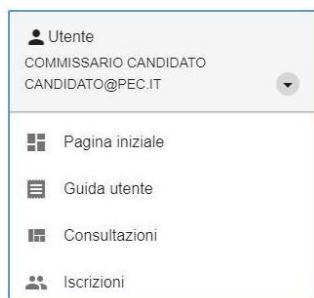 Utente
COMMISSARIO CANDIDATO
CANDIDATO@PEC.IT
Pagina iniziale
Guida utente
Consultazioni
Iscrizioni